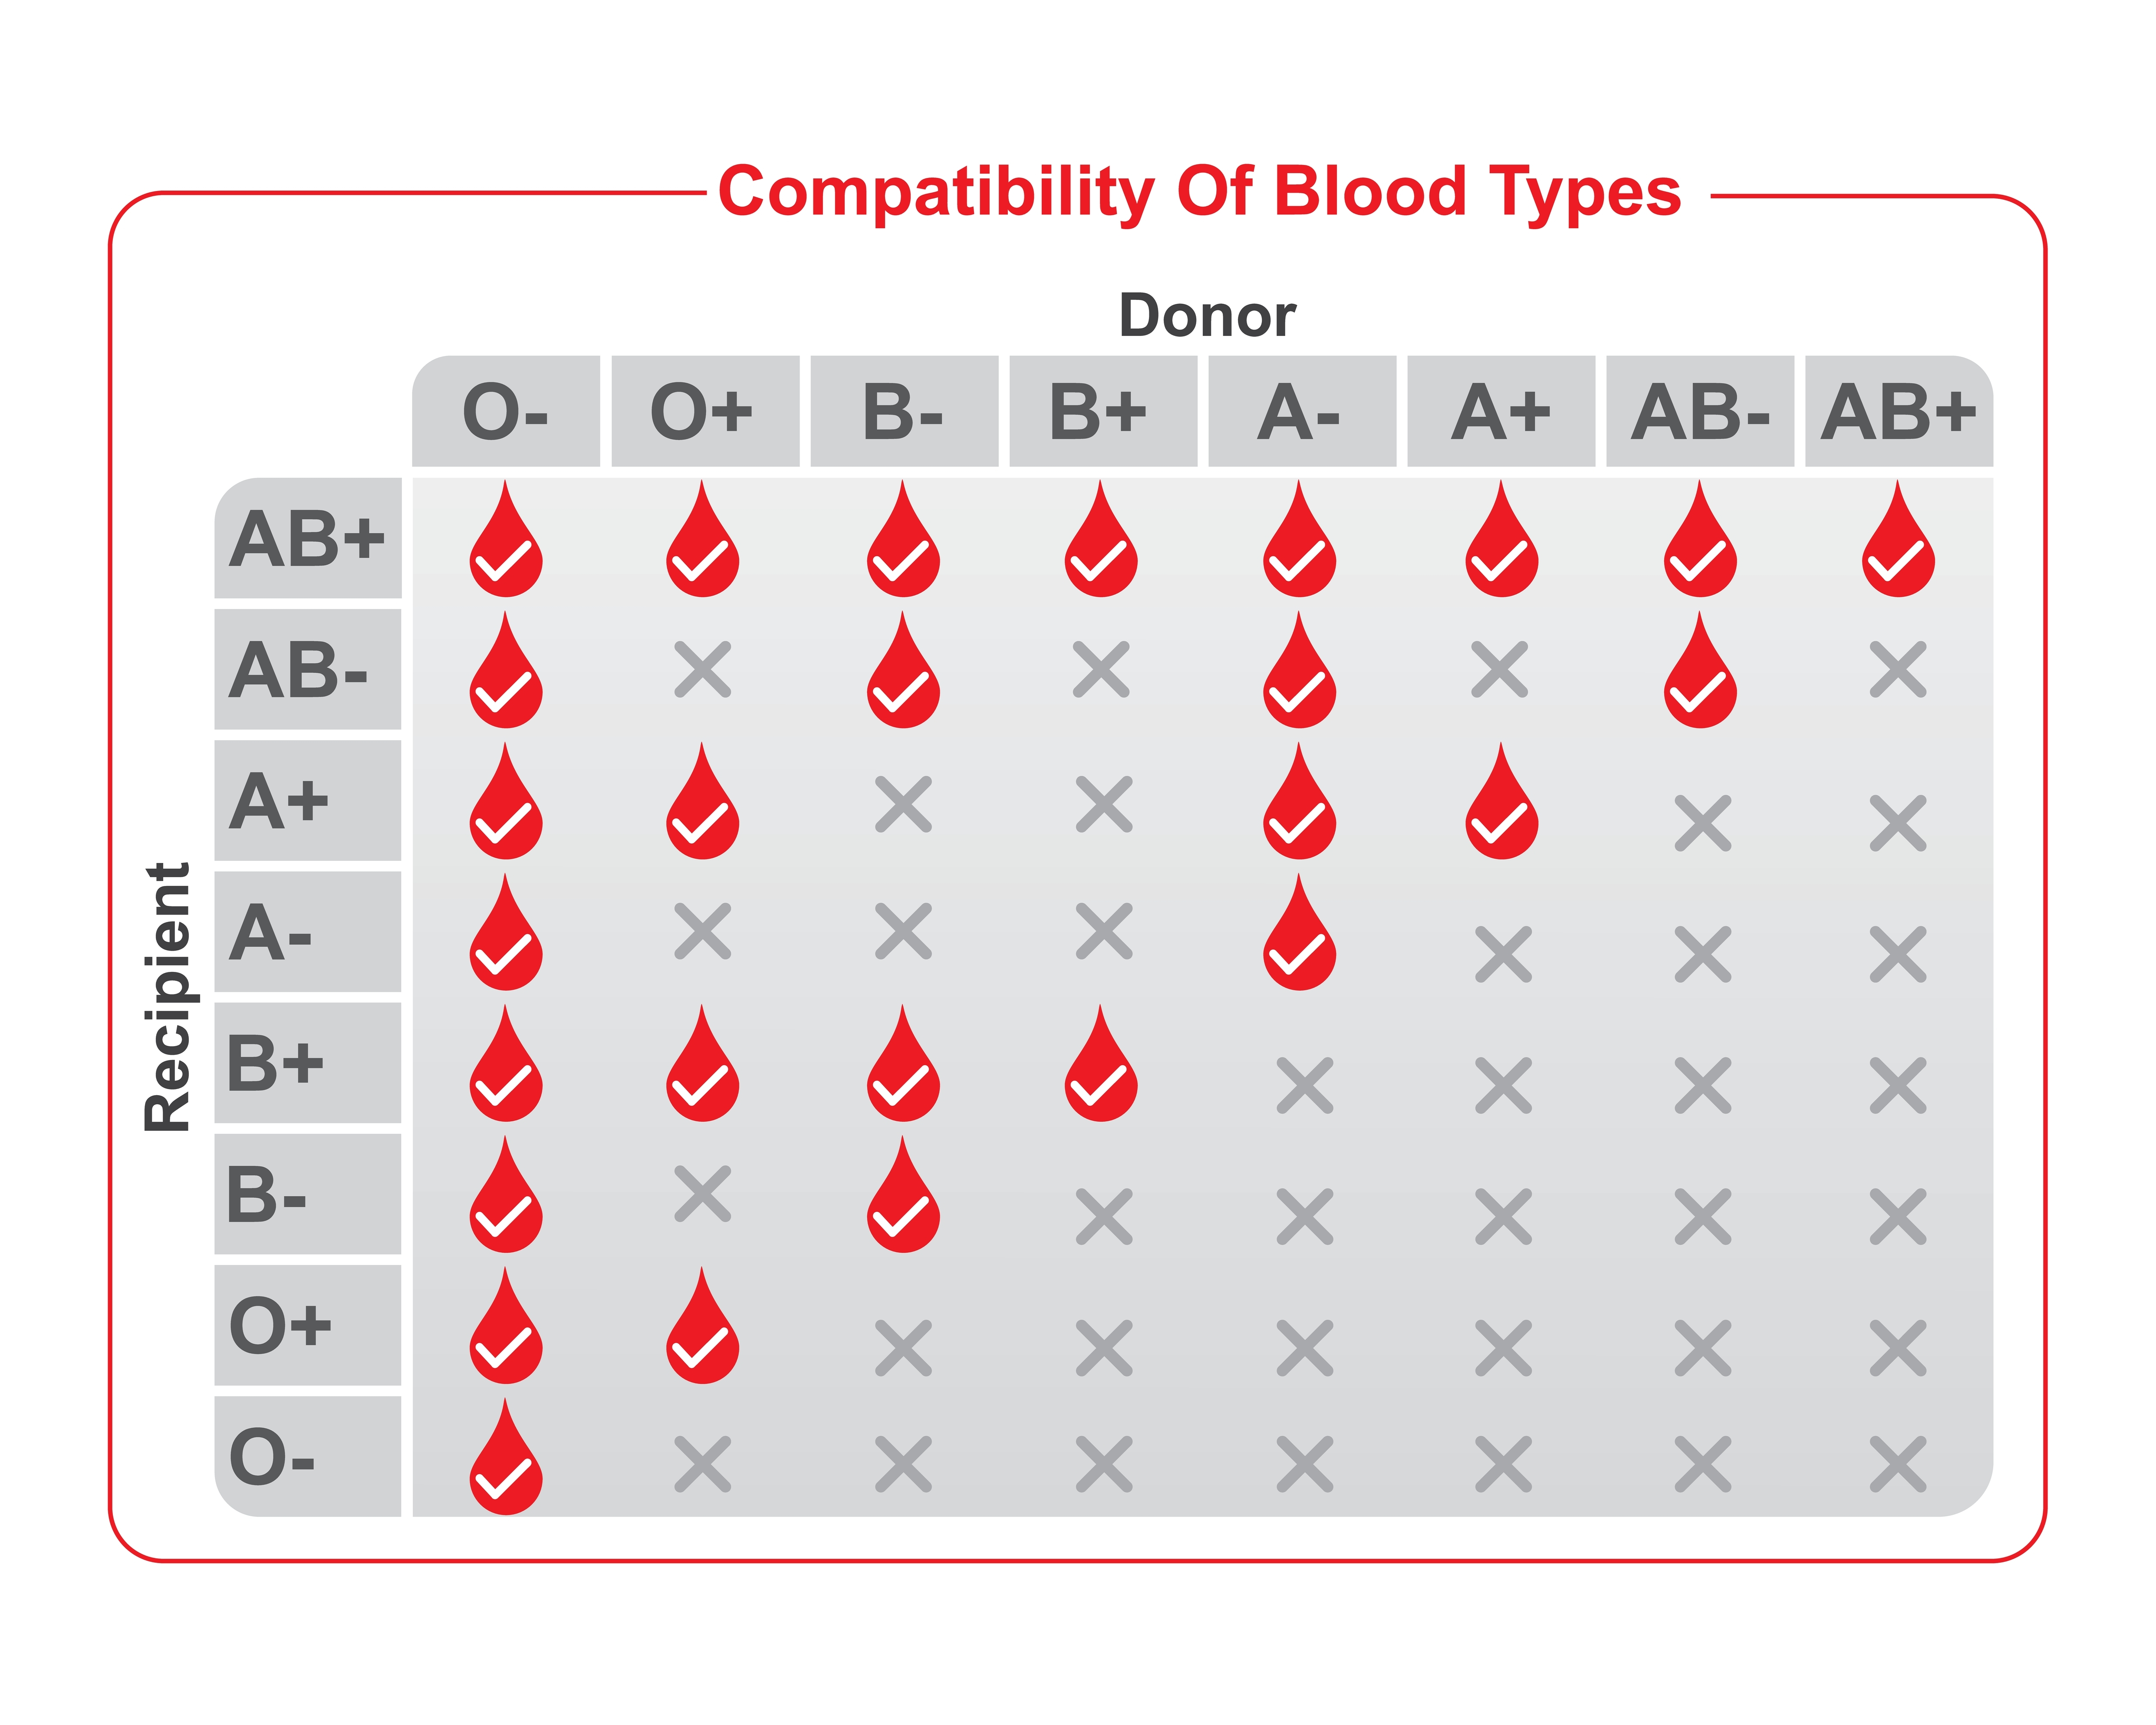 Compatibility Of Blood Types
Donor
O- O+ B- B+ A- A+ AB- AB+
Recipient
AB+
AB-
A+
A-
B+
B-
O+
O-